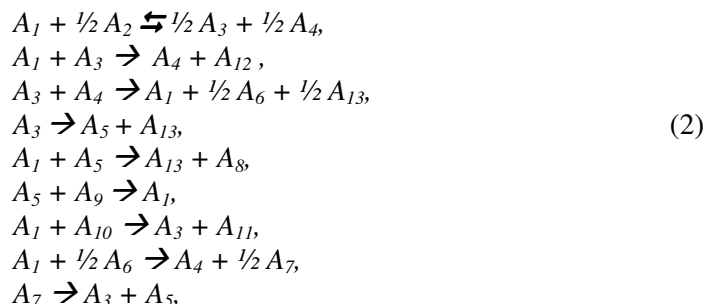 A₁ + ½ A₂ ⇆ ½ A₃ + ½ A₄,
A₁ + A₃ → A₄ + A₁₂ ,
A₃ + A₄ → A₁ + ½ A₆ + ½ A₁₃,
A₃ → A₅ + A₁₃, (2)
A₁ + A₅ → A₁₃ + A₈,
A₅ + A₉ → A₁,
A₁ + A₁₀ → A₃ + A₁₁,
A₁ + ½ A₆ → A₄ + ½ A₇,
A₇ → A₃ + A₅,